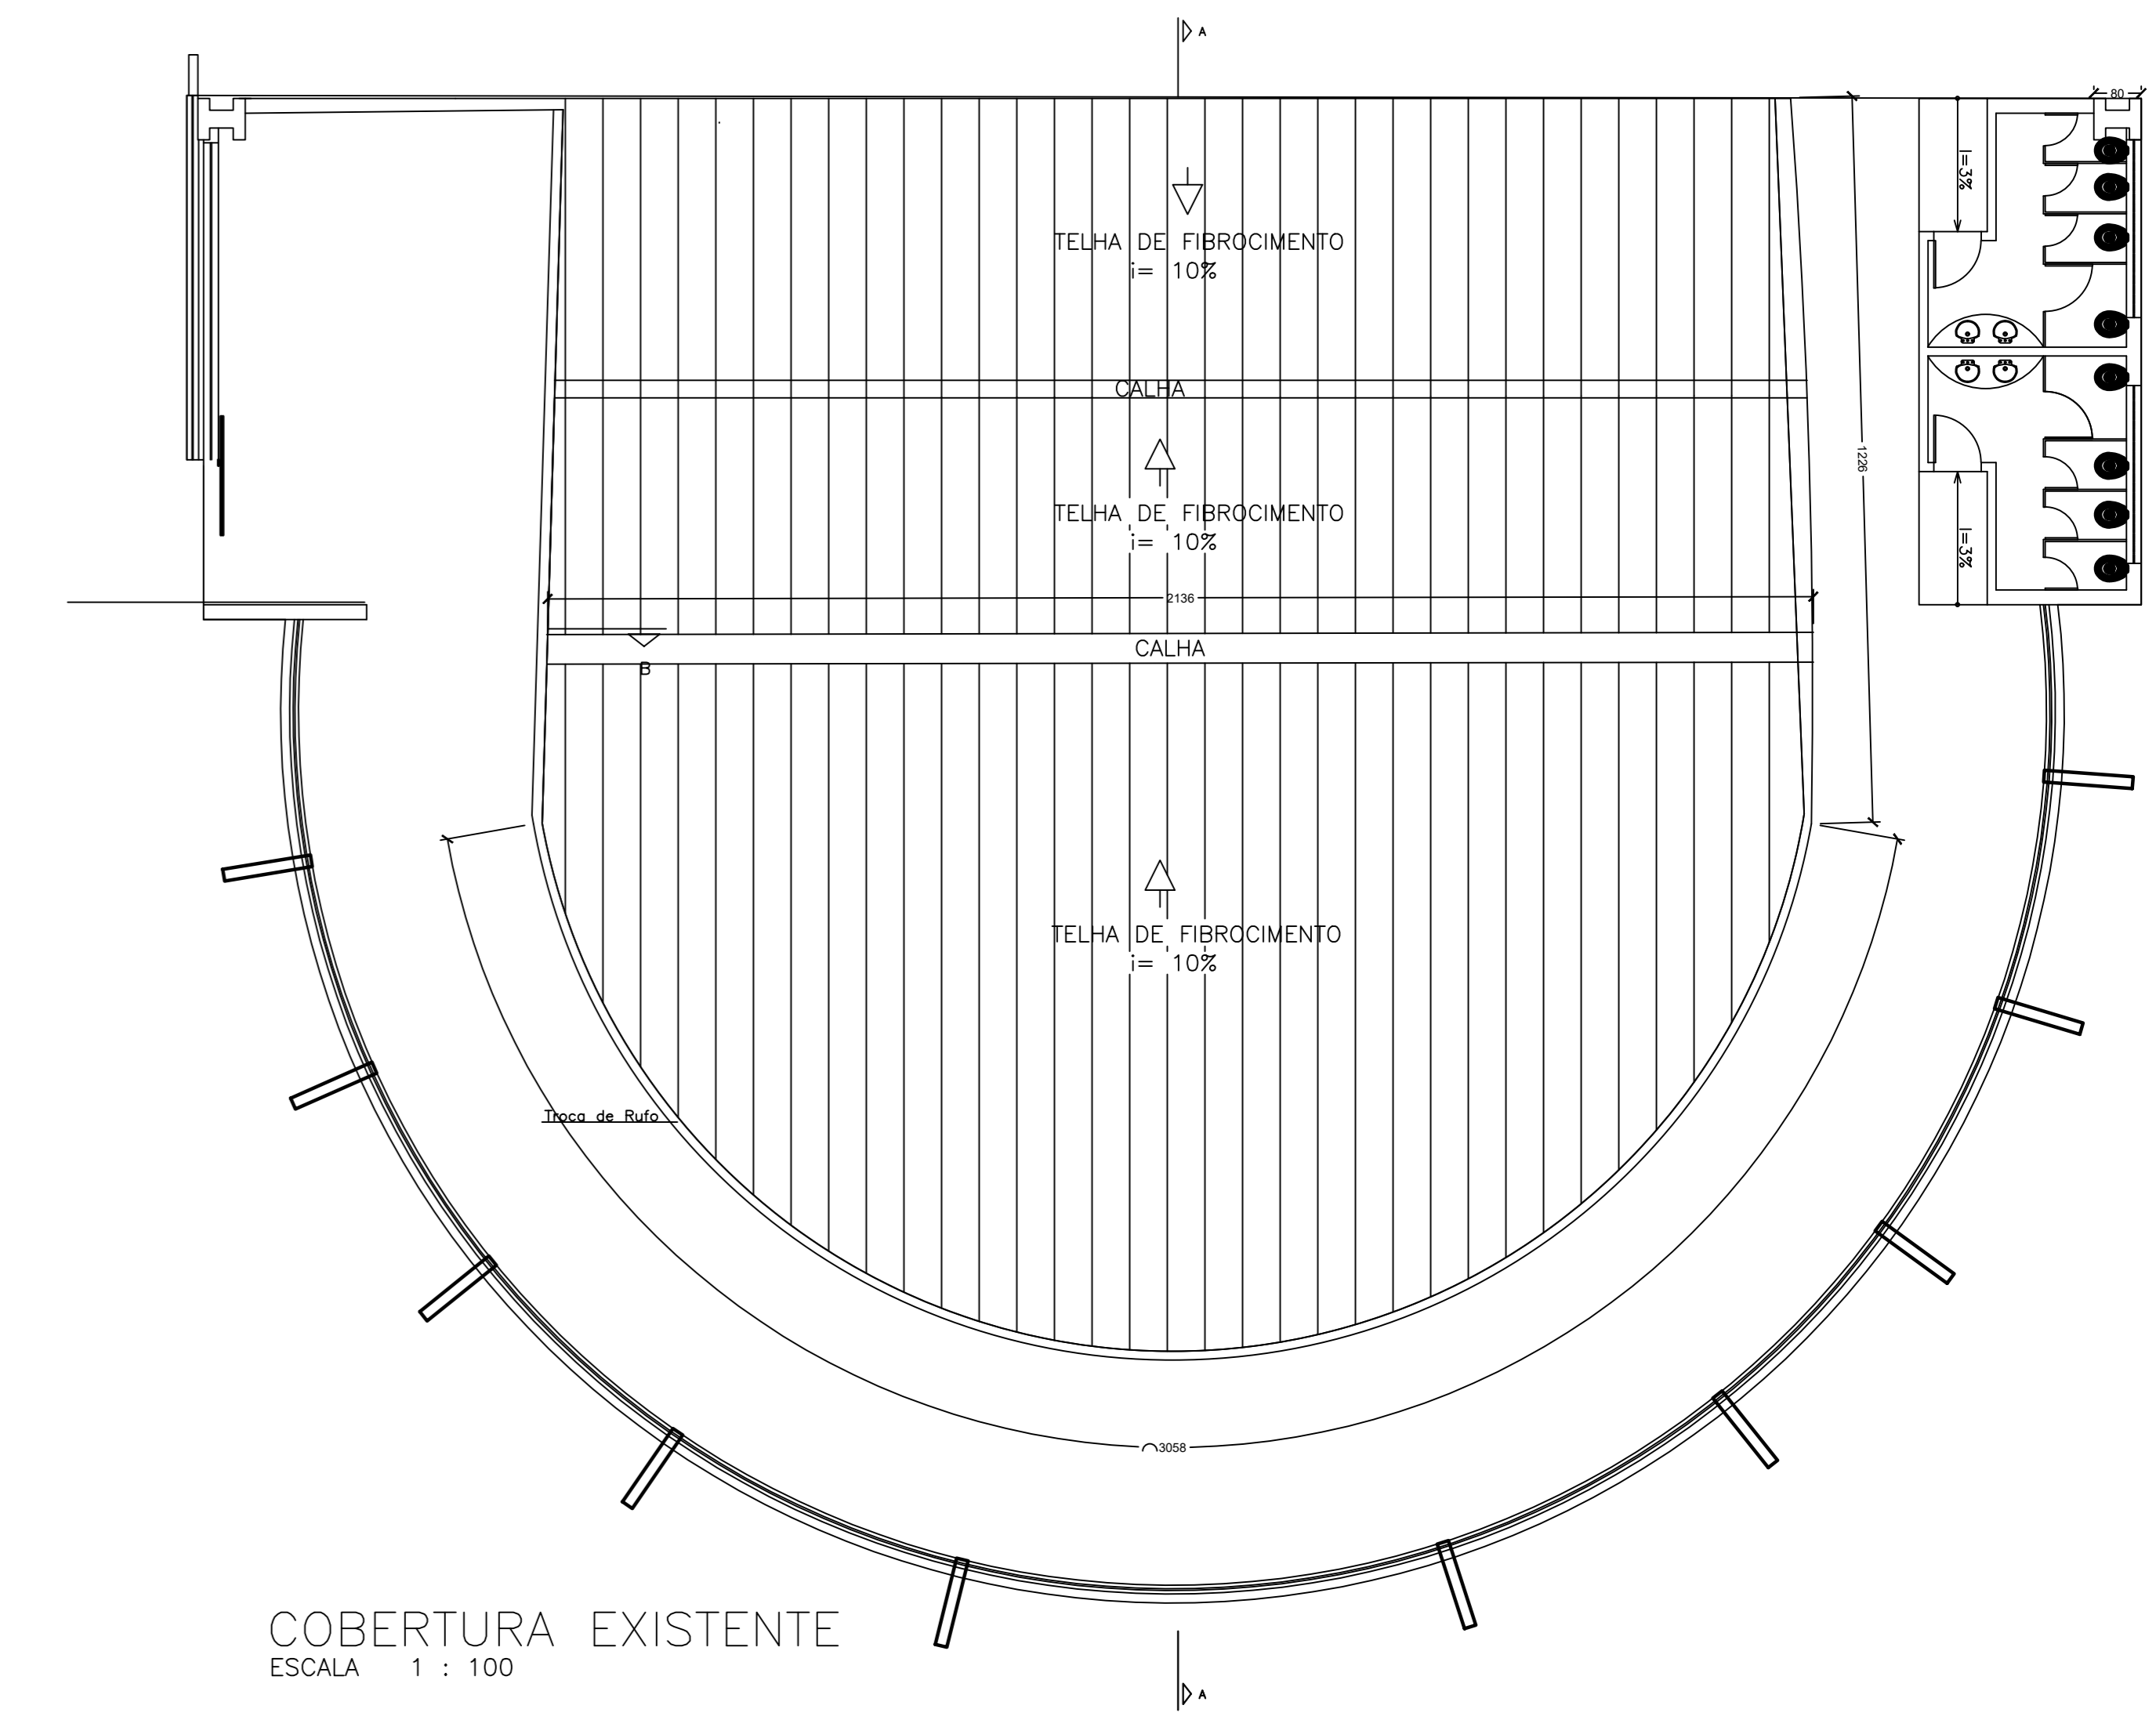 A
80
I=3%
TELHA DE FIBROCIMENTO
i= 10%
CALHA
1226
TELHA DE FIBROCIMENTO
i= 10%
I=3%
2136
CALHA
B
TELHA DE FIBROCIMENTO
i= 10%
Troca de Rufo
3058
COBERTURA EXISTENTE
ESCALA 1 : 100
A